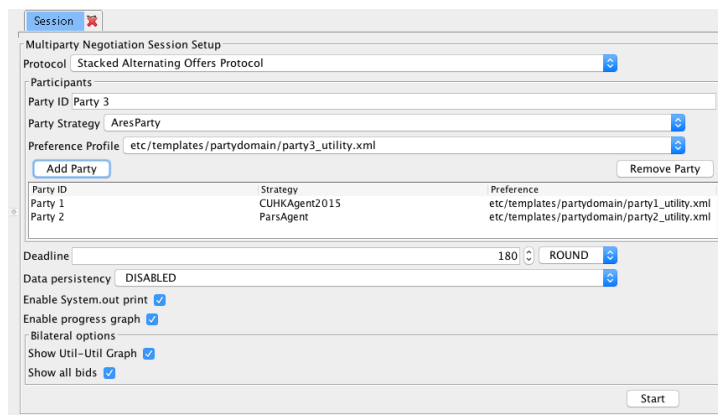 Session
Multiparty Negotiation Session Setup
Protocol Stacked Alternating Offers Protocol
Participants
Party ID Party 3
Party Strategy AresParty
Preference Profile etc/templates/partydomain/party3_utility.xml
Add Party Remove Party
Party ID Strategy Preference
Party 1 CUHKAgent2015 etc/templates/partydomain/party1_utility.xml
Party 2 ParsAgent etc/templates/partydomain/party2_utility.xml
Deadline 180 ROUND
Data persistency DISABLED
Enable System.out print
Enable progress graph
Bilateral options
Show Util-Util Graph
Show all bids
Start